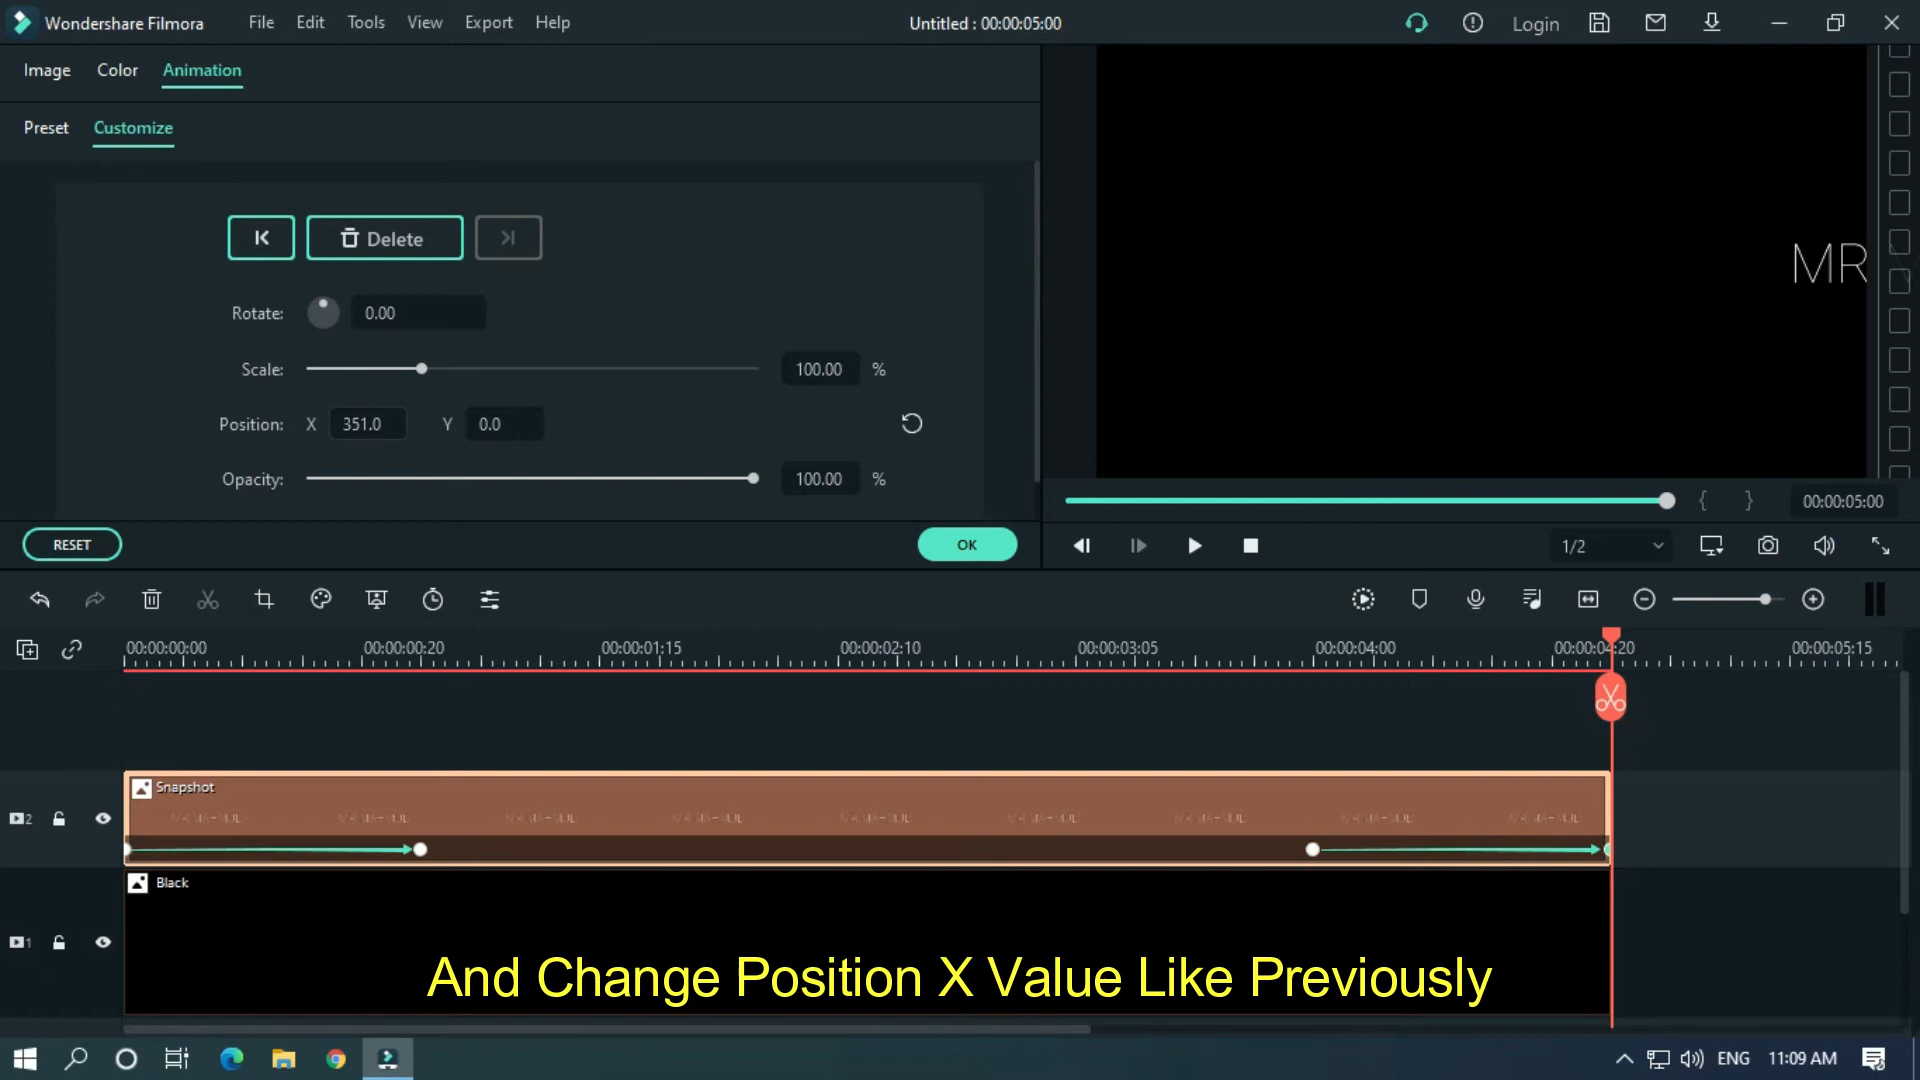 Wondershare Filmora File Edit Tools View Export Help Untitled : 00:00:05:00 Login
Image Color Animation
Preset Customize
Delete
Rotate: 0.00
Scale: 100.00 %
Position: X 351.0 Y 0.0
Opacity: 100.00 %
MR
RESET OK
{ } 00:00:05:00
1/2
00:00:00:00 00:00:00:20 00:00:01:15 00:00:02:10 00:00:03:05 00:00:04:00 00:00:04:20 00:00:05:15
Snapshot
2
Black
1
And Change Position X Value Like Previously
ENG 11:09 AM